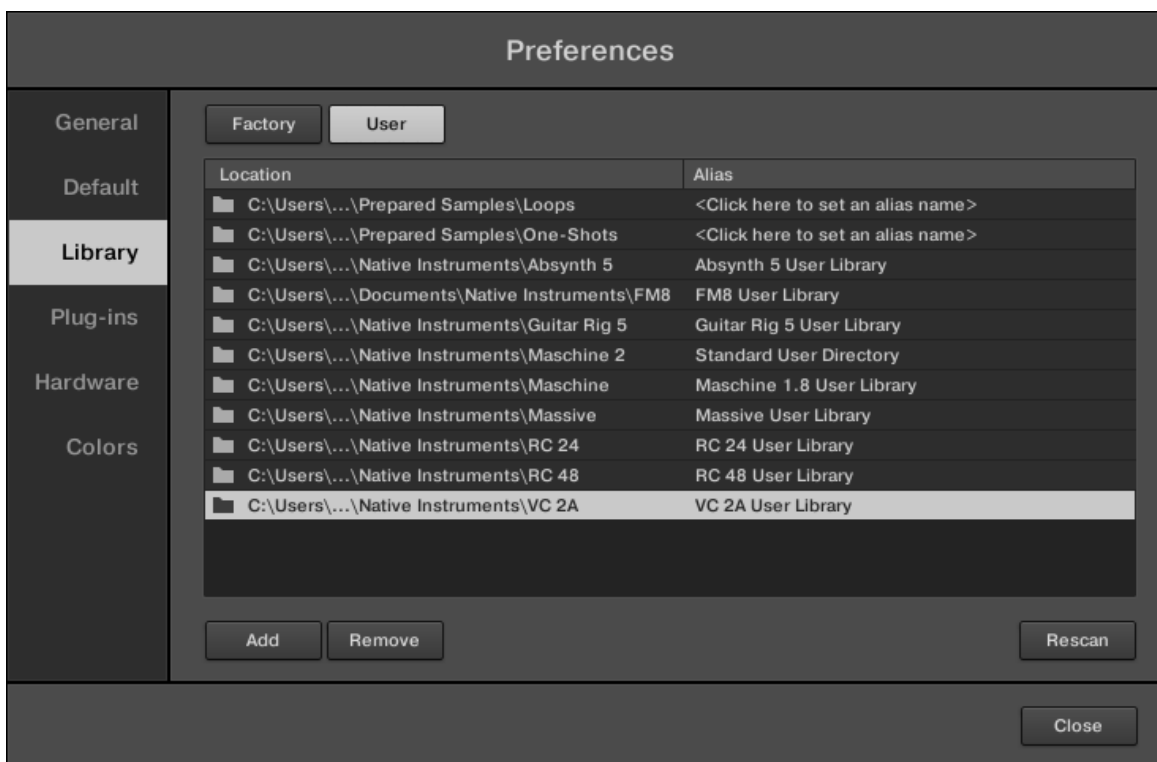 Preferences
General
Default
Library
Plug-ins
Hardware
Colors
Factory User
Location Alias
C:\Users\...\Prepared Samples\Loops <Click here to set an alias name>
C:\Users\...\Prepared Samples\One-Shots <Click here to set an alias name>
C:\Users\...\Native Instruments\Absynth 5 Absynth 5 User Library
C:\Users\...\Documents\Native Instruments\FM8 FM8 User Library
C:\Users\...\Native Instruments\Guitar Rig 5 Guitar Rig 5 User Library
C:\Users\...\Native Instruments\Maschine 2 Standard User Directory
C:\Users\...\Native Instruments\Maschine Maschine 1.8 User Library
C:\Users\...\Native Instruments\Massive Massive User Library
C:\Users\...\Native Instruments\RC 24 RC 24 User Library
C:\Users\...\Native Instruments\RC 48 RC 48 User Library
C:\Users\...\Native Instruments\VC 2A VC 2A User Library
Add Remove Rescan
Close